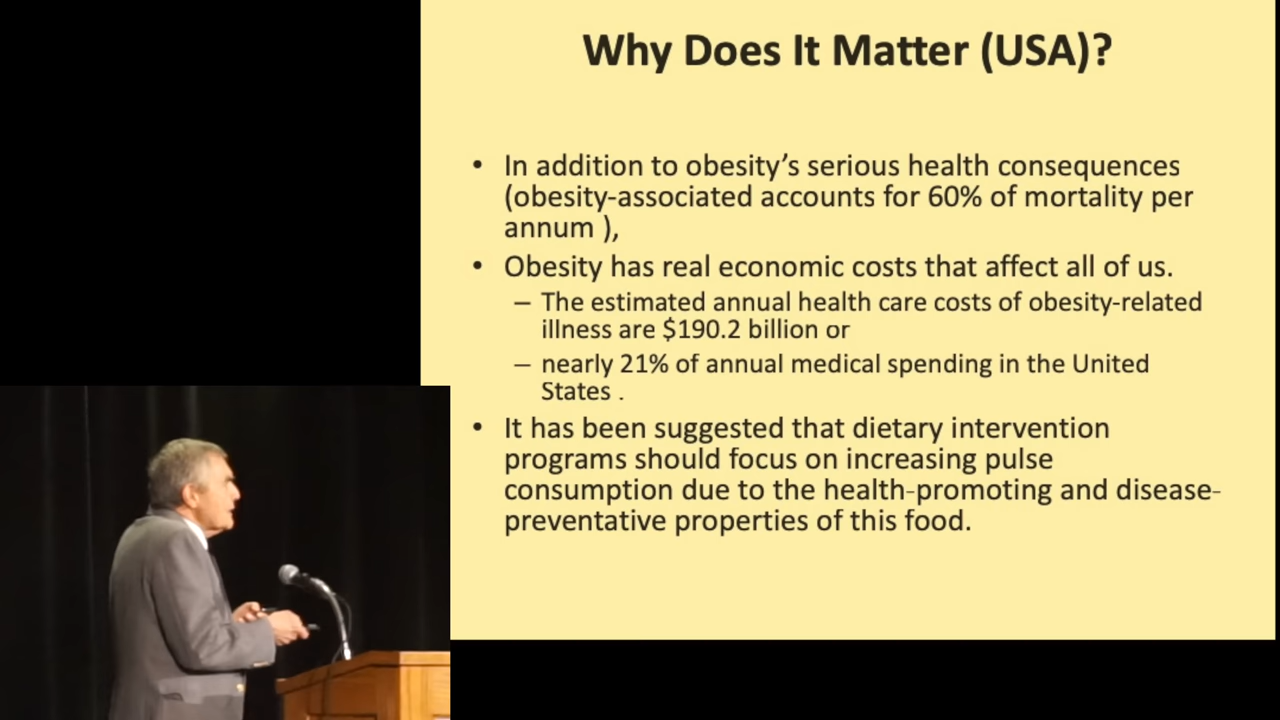 Why Does It Matter (USA)?
• In addition to obesity’s serious health consequences
(obesity-associated accounts for 60% of mortality per
annum ),
• Obesity has real economic costs that affect all of us.
– The estimated annual health care costs of obesity-related
illness are $190.2 billion or
– nearly 21% of annual medical spending in the United
States .
• It has been suggested that dietary intervention
programs should focus on increasing pulse
consumption due to the health-promoting and disease-
preventative properties of this food.